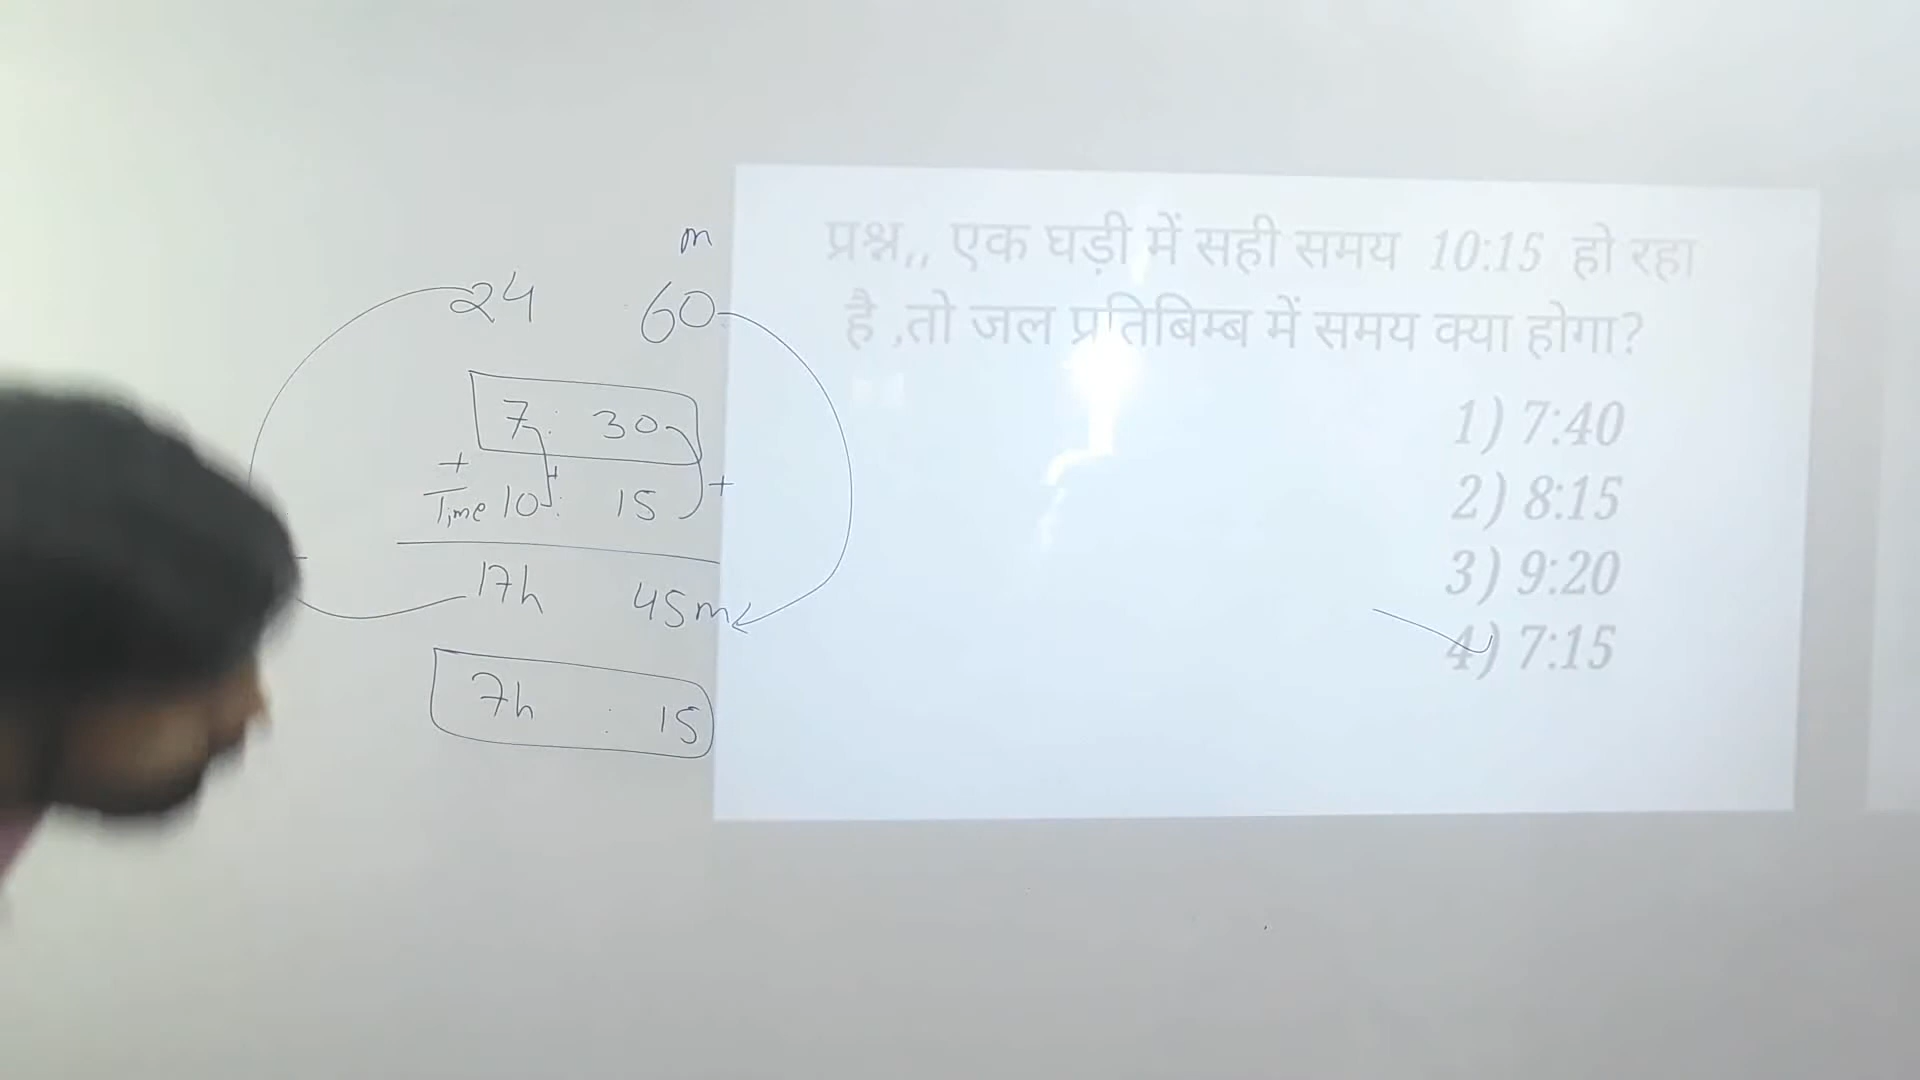 m
24 60
7 : 30
+
Time 10 : 15 +
17h 45m
7h : 15
प्रश्न,, एक घड़ी में सही समय 10:15 हो रहा
है ,तो जल प्रतिबिम्ब में समय क्या होगा?
1) 7:40
2) 8:15
3) 9:20
4) 7:15